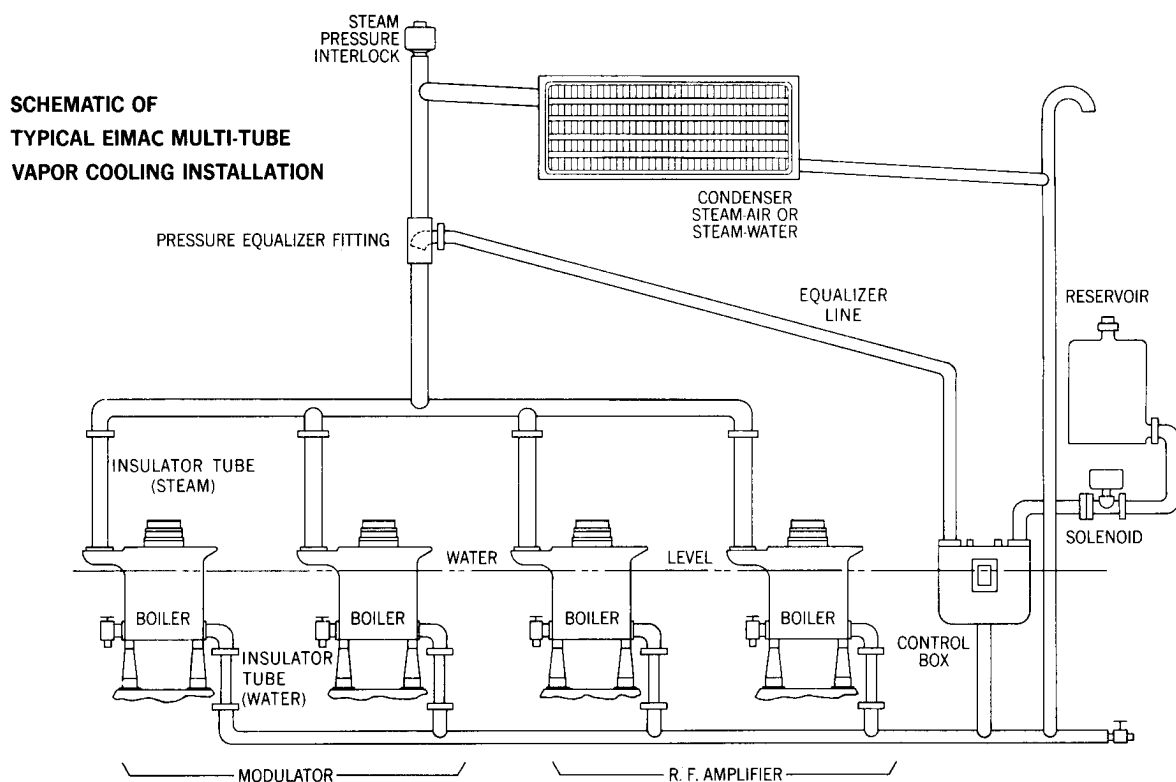 STEAM
PRESSURE
INTERLOCK
SCHEMATIC OF
TYPICAL EIMAC MULTI-TUBE
VAPOR COOLING INSTALLATION
CONDENSER
STEAM-AIR OR
STEAM-WATER
PRESSURE EQUALIZER FITTING
EQUALIZER
LINE
RESERVOIR
INSULATOR TUBE
(STEAM)
SOLENOID
WATER LEVEL
BOILER
BOILER
BOILER
BOILER
CONTROL
BOX
INSULATOR
TUBE
(WATER)
MODULATOR
R. F. AMPLIFIER